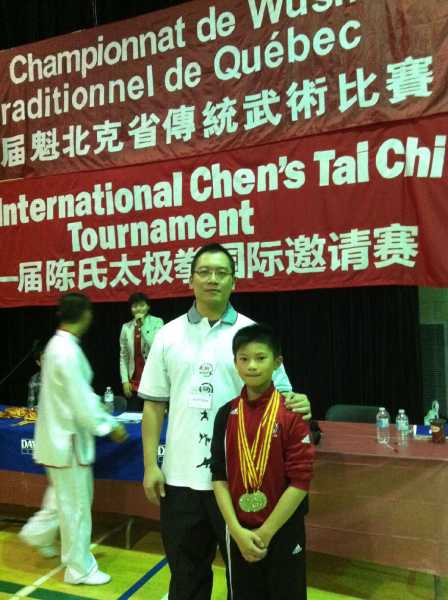 Championnat de Wush
raditionnel de Québec
届魁北克省傳統武術比賽
International Chen's Tai Chi
Tournament
一届陈氏太极拳国际邀请赛